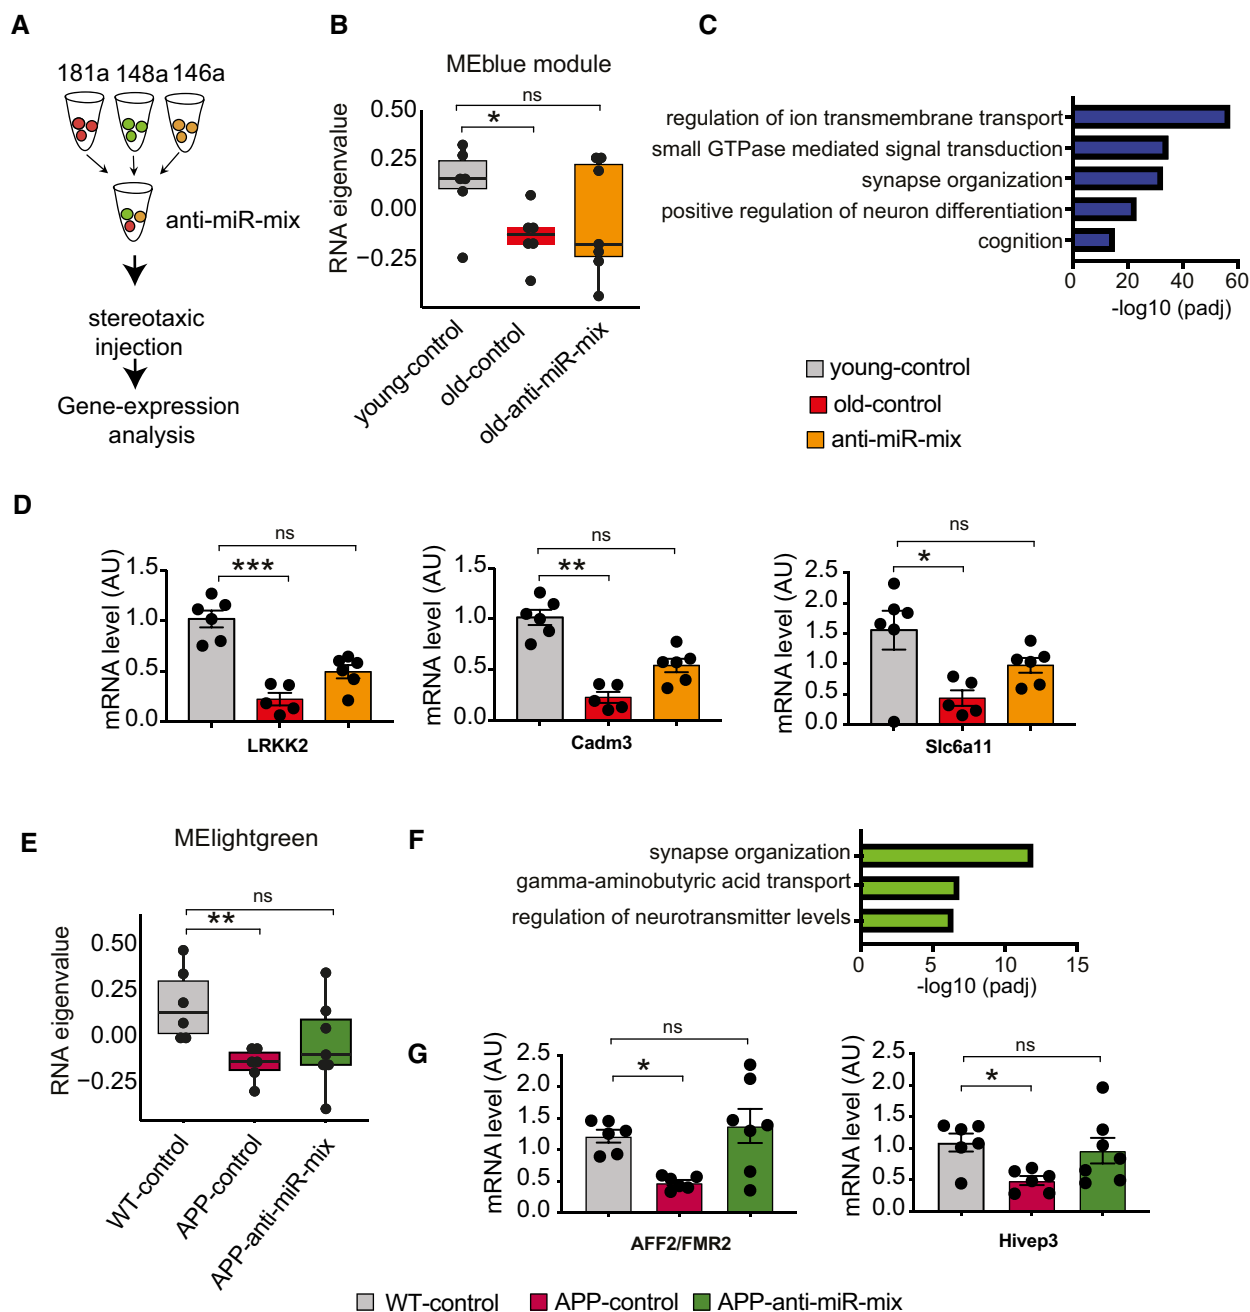 A
181a 148a 146a
anti-miR-mix
stereotaxic
injection
Gene-expression
analysis
B
MEblue module
ns
*
RNA eigenvalue
0.50
0.25
0.00
−0.25
young-control
old-control
old-anti-miR-mix
C
regulation of ion transmembrane transport
small GTPase mediated signal transduction
synapse organization
positive regulation of neuron differentiation
cognition
0 20 40 60
-log10 (padj)
young-control
old-control
anti-miR-mix
D
ns
***
mRNA level (AU)
1.5
1.0
0.5
0.0
LRKK2
ns
**
mRNA level (AU)
1.5
1.0
0.5
0.0
Cadm3
ns
*
mRNA level (AU)
2.5
2.0
1.5
1.0
0.5
0.0
Slc6a11
E
MElightgreen
ns
**
RNA eigenvalue
0.50
0.25
0.00
−0.25
WT-control
APP-control
APP-anti-miR-mix
F
synapse organization
gamma-aminobutyric acid transport
regulation of neurotransmitter levels
0 5 10 15
-log10 (padj)
G
ns
*
mRNA level (AU)
2.5
2.0
1.5
1.0
0.5
0.0
AFF2/FMR2
ns
*
mRNA level (AU)
2.5
2.0
1.5
1.0
0.5
0.0
Hivep3
WT-control APP-control APP-anti-miR-mix